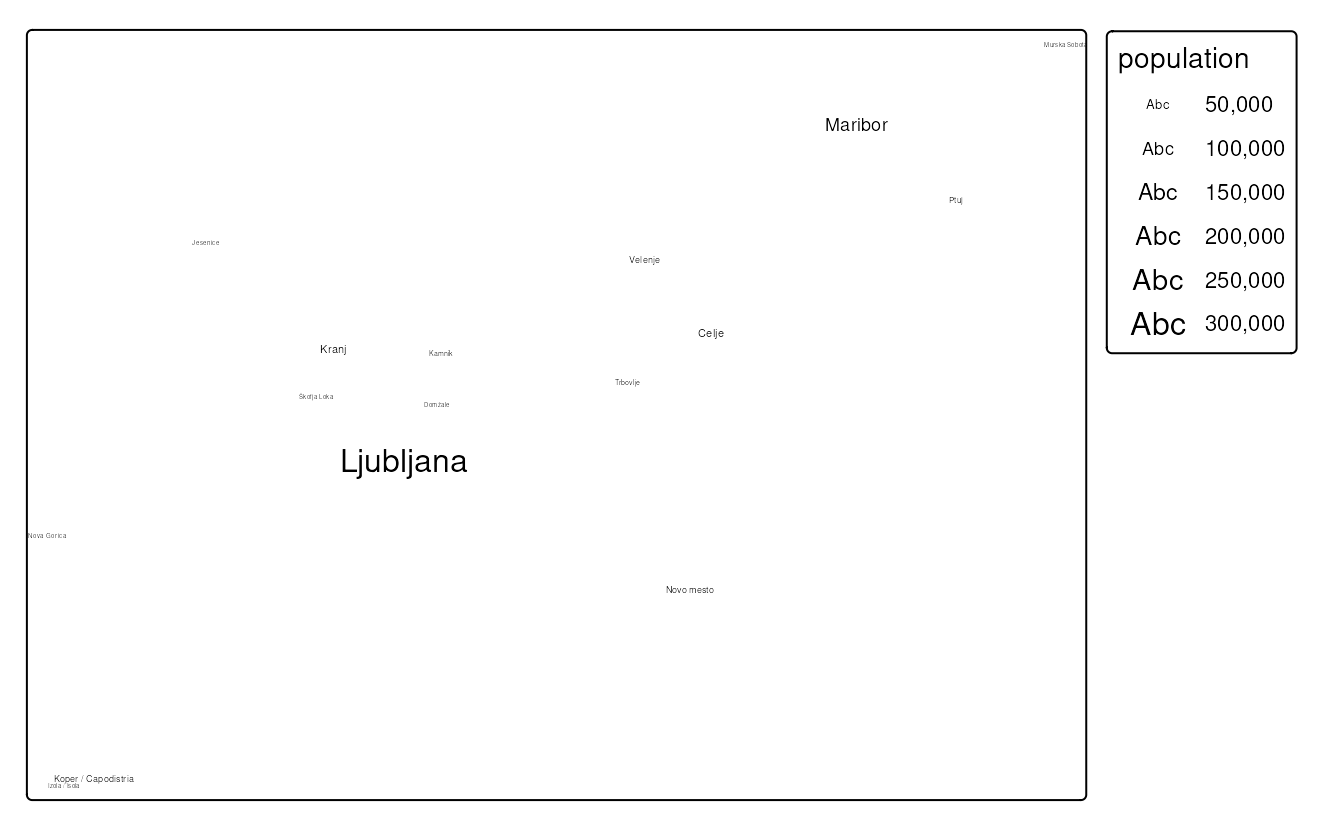 Murska Sobota
Maribor
Ptuj
Jesenice
Velenje
Celje
Kranj
Kamnik
Trbovlje
Škofja Loka
Domžale
Ljubljana
Nova Gorica
Novo mesto
Koper / Capodistria
Izola / Isola
population
Abc 50,000
Abc 100,000
Abc 150,000
Abc 200,000
Abc 250,000
Abc 300,000